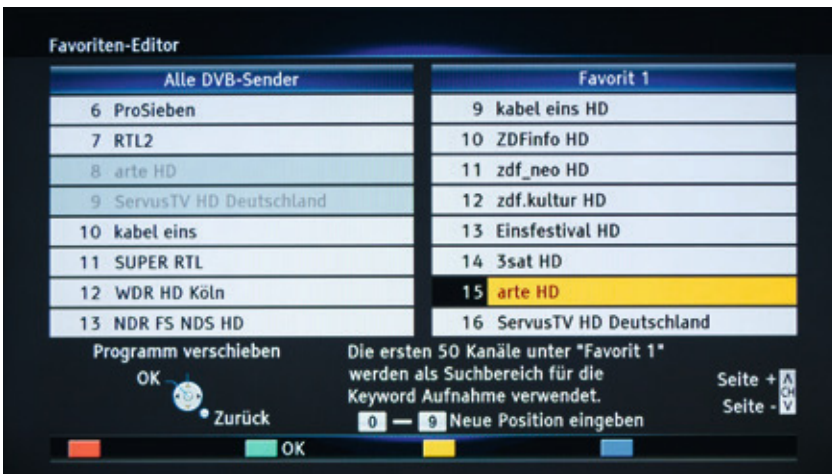 Favoriten-Editor
Alle DVB-Sender
6 ProSieben
7 RTL2
8 arte HD
9 ServusTV HD Deutschland
10 kabel eins
11 SUPER RTL
12 WDR HD Köln
13 NDR FS NDS HD
Favorit 1
9 kabel eins HD
10 ZDFinfo HD
11 zdf_neo HD
12 zdf.kultur HD
13 Einsfestival HD
14 3sat HD
15 arte HD
16 ServusTV HD Deutschland
Programm verschieben
OK
Zurück
Die ersten 50 Kanäle unter "Favorit 1"
werden als Suchbereich für die
Keyword Aufnahme verwendet.
0 — 9 Neue Position eingeben
Seite + CH
Seite -
OK